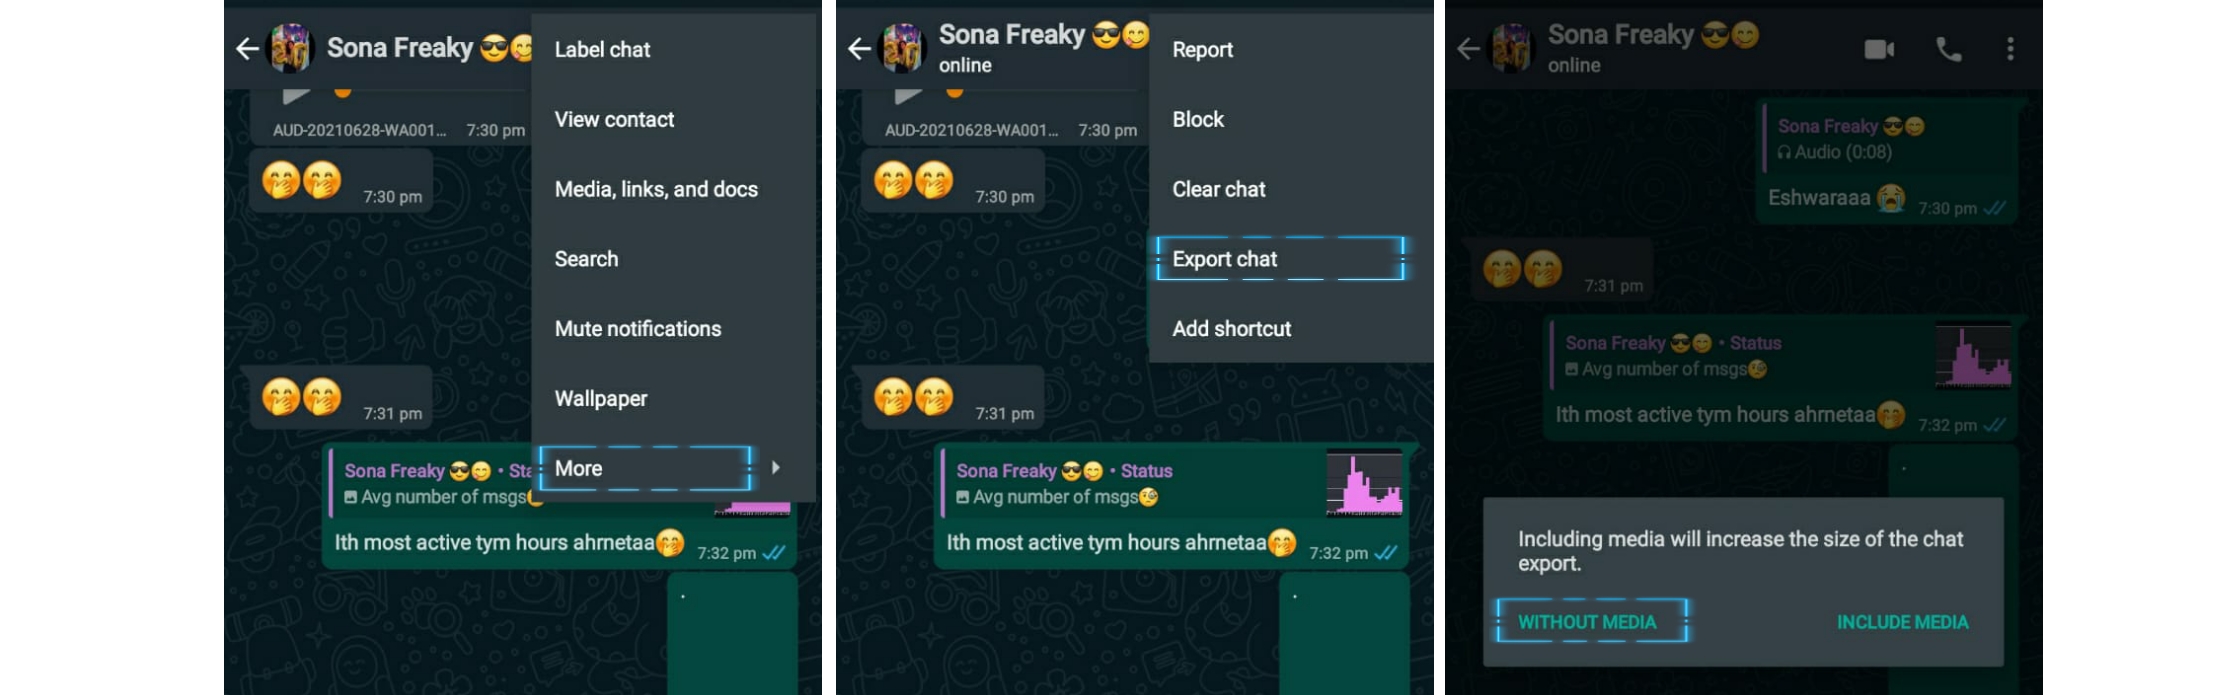 Sona Freaky 😎😋
Label chat
View contact
Media, links, and docs
Search
Mute notifications
Wallpaper
More
AUD-20210628-WA001... 7:30 pm
🤭🤭 7:30 pm
🤭🤭 7:31 pm
Sona Freaky 😎😋 • Sta
Avg number of msgs
Ith most active tym hours ahrnetaa🤭 7:32 pm
.
Sona Freaky 😎😋
online
Report
Block
Clear chat
Export chat
Add shortcut
AUD-20210628-WA001... 7:30 pm
🤭🤭 7:30 pm
🤭🤭 7:31 pm
Sona Freaky 😎😋 • Status
Avg number of msgs🧐
Ith most active tym hours ahrnetaa🤭 7:32 pm
.
Sona Freaky 😎😋
online
Sona Freaky 😎😋
Audio (0:08)
Eshwaraaa 😭 7:30 pm
🤭🤭 7:31 pm
Sona Freaky 😎😋 • Status
Avg number of msgs🧐
Ith most active tym hours ahrnetaa🤭 7:32 pm
.
Including media will increase the size of the chat
export.
WITHOUT MEDIA INCLUDE MEDIA